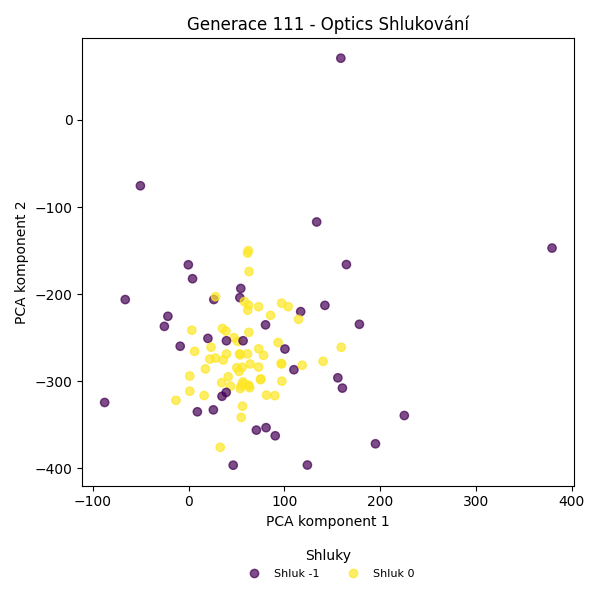 Generace 111 - Optics Shlukování
PCA komponent 2
0
−100
−200
−300
−400
−100
0
100
200
300
400
PCA komponent 1
Shluky
Shluk -1
Shluk 0